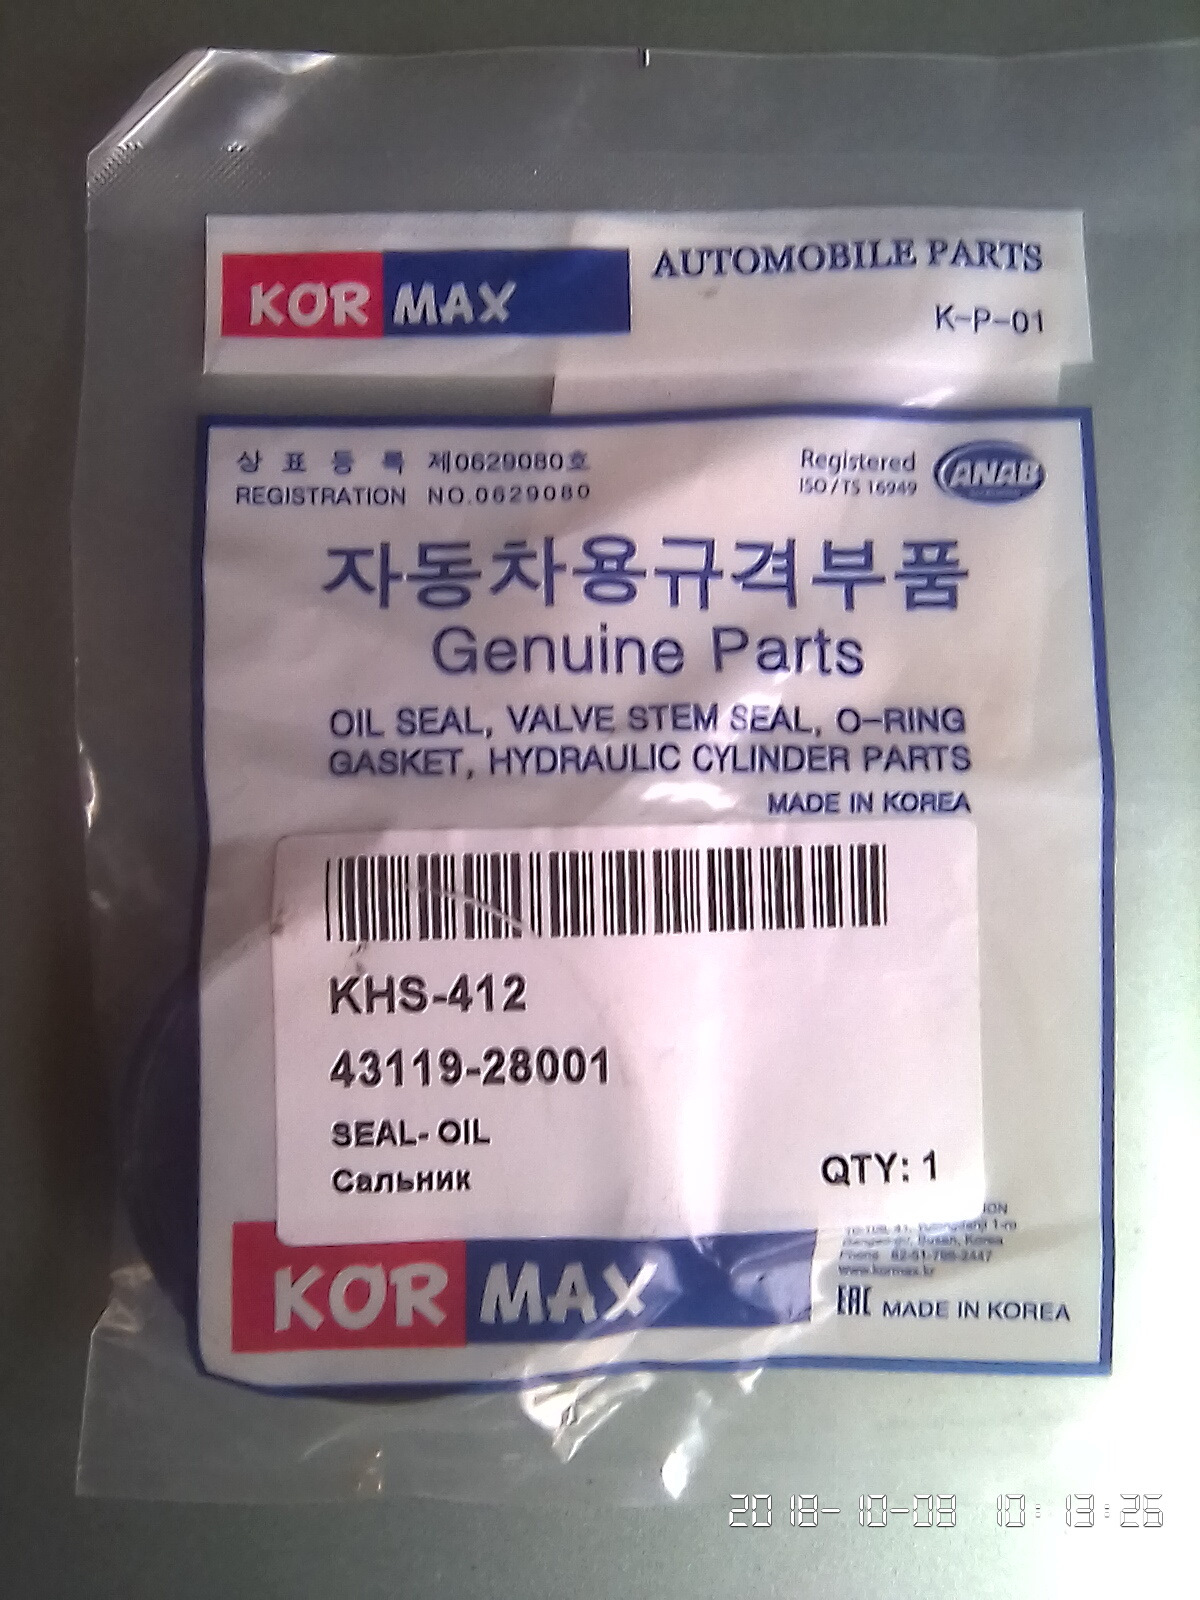 KOR MAX
AUTOMOBILE PARTS
K-P-01
상 표 등 록 제0629080호
REGISTRATION NO.0629080
Registered
ISO/TS 16949
ANAB
자동차용규격부품
Genuine Parts
OIL SEAL, VALVE STEM SEAL, O-RING
GASKET, HYDRAULIC CYLINDER PARTS
MADE IN KOREA
KHS-412
43119-28001
SEAL- OIL
Сальник
QTY: 1
KOR MAX
Busan, Korea
www.kormax.kr
EAC MADE IN KOREA
2018-10-03 10:13:26